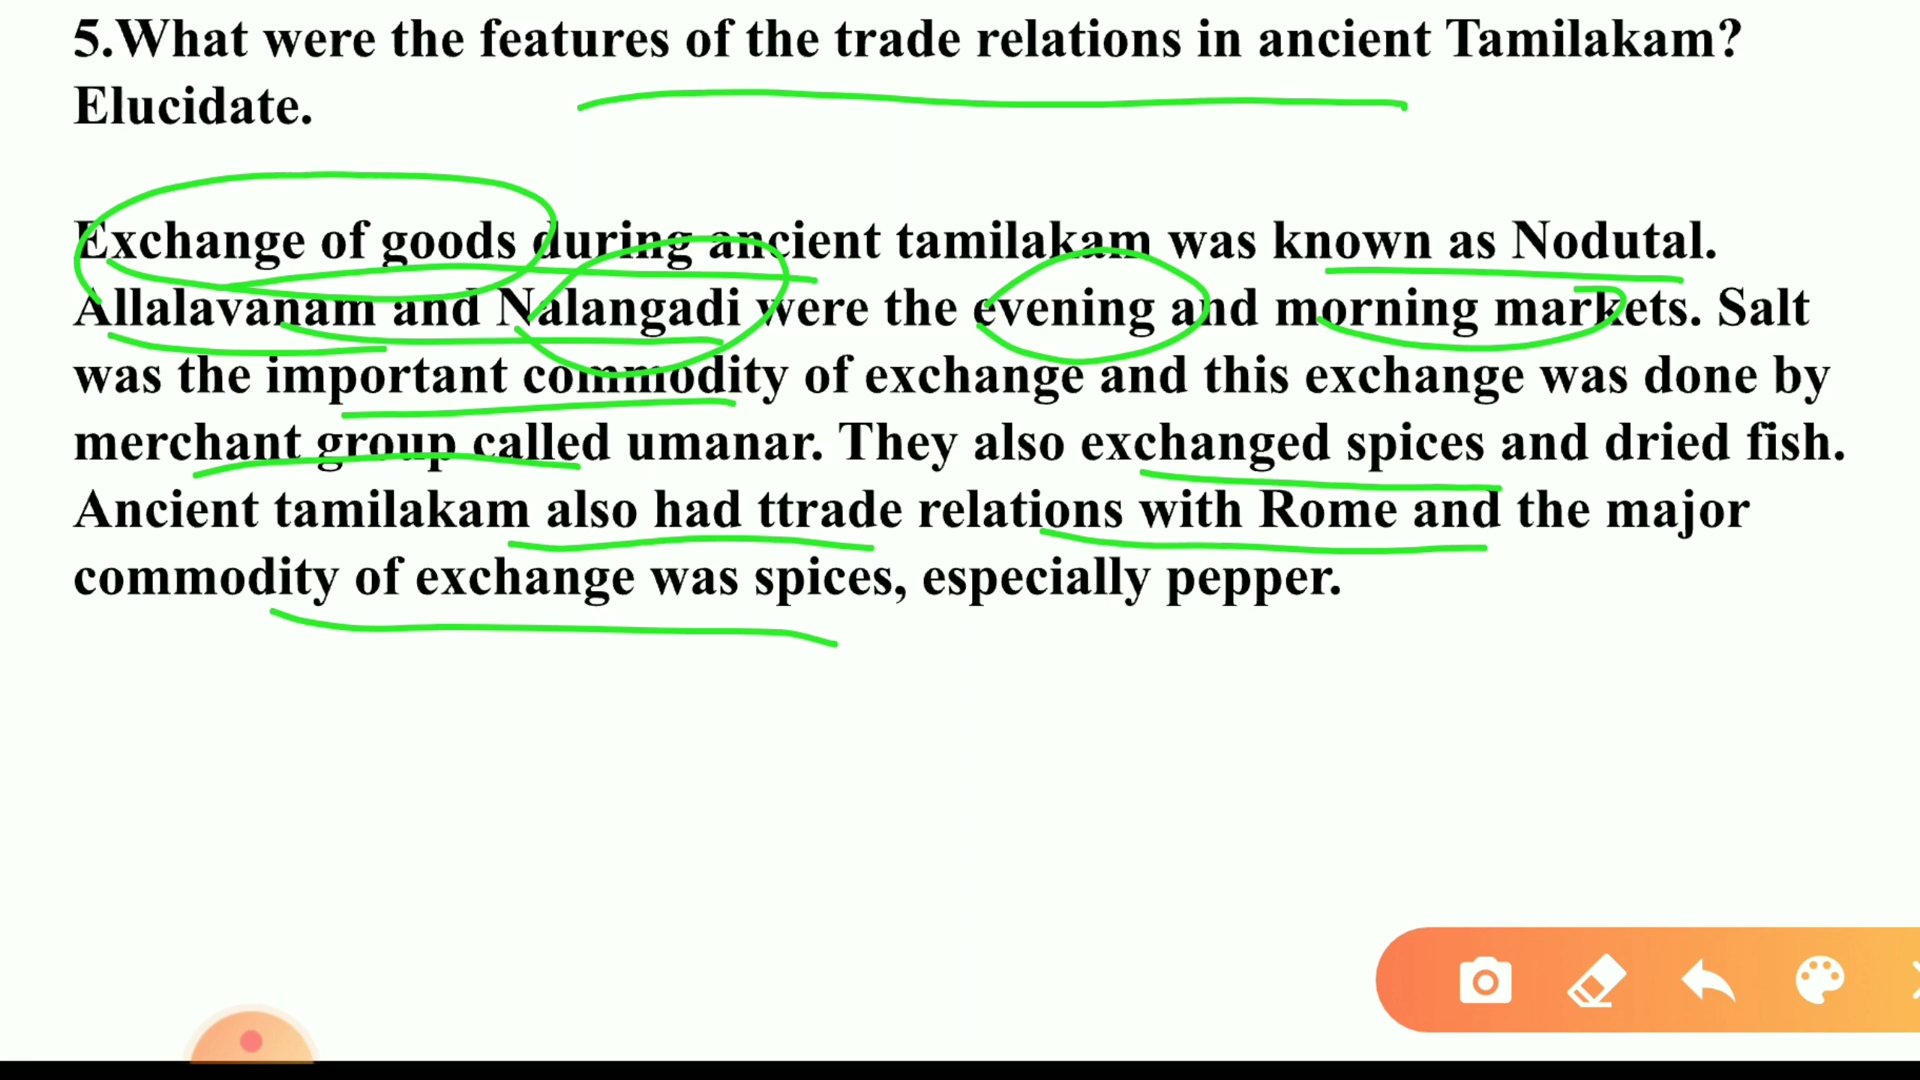 5.What were the features of the trade relations in ancient Tamilakam?
Elucidate.
Exchange of goods during ancient tamilakam was known as Nodutal.
Allalavanam and Nalangadi were the evening and morning markets. Salt
was the important commodity of exchange and this exchange was done by
merchant group called umanar. They also exchanged spices and dried fish.
Ancient tamilakam also had ttrade relations with Rome and the major
commodity of exchange was spices, especially pepper.